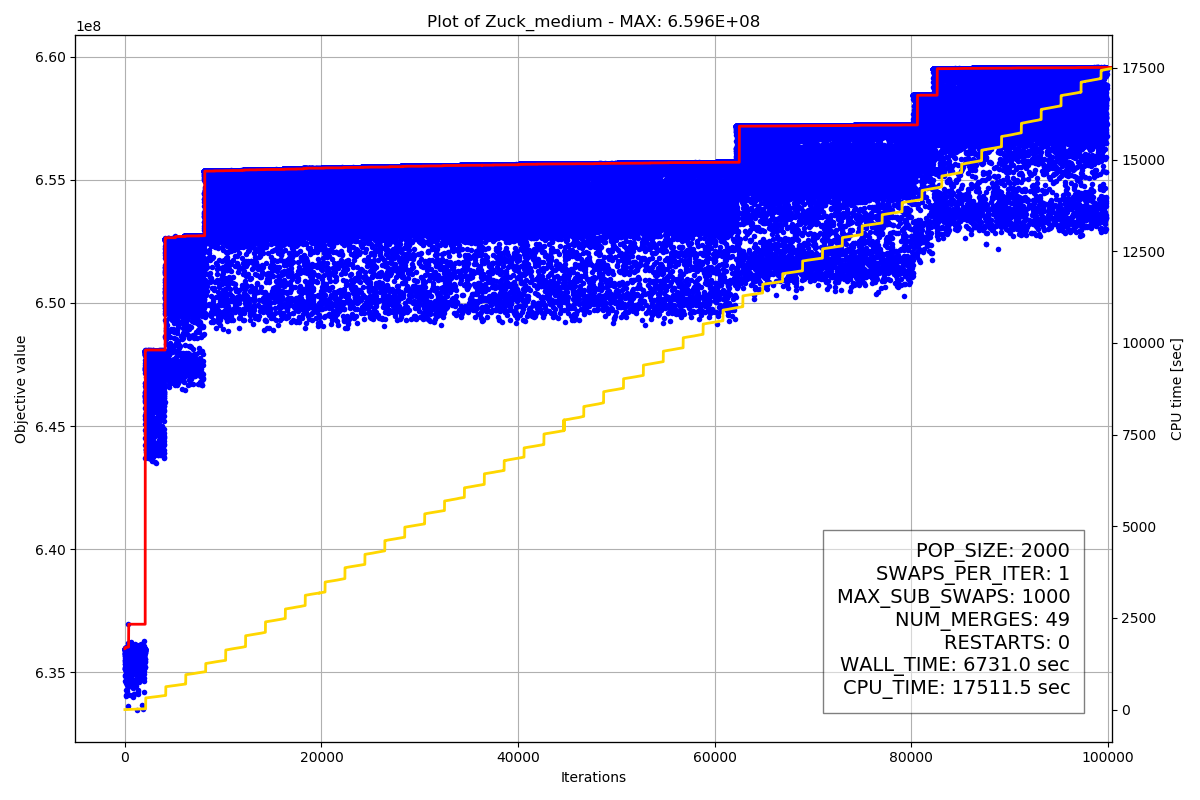 Plot of Zuck_medium - MAX: 6.596E+08
1e8
6.60
6.55
6.50
6.45
6.40
6.35
Objective value
17500
15000
12500
10000
7500
5000
2500
0
CPU time [sec]
POP_SIZE: 2000
SWAPS_PER_ITER: 1
MAX_SUB_SWAPS: 1000
NUM_MERGES: 49
RESTARTS: 0
WALL_TIME: 6731.0 sec
CPU_TIME: 17511.5 sec
0 20000 40000 60000 80000 100000
Iterations